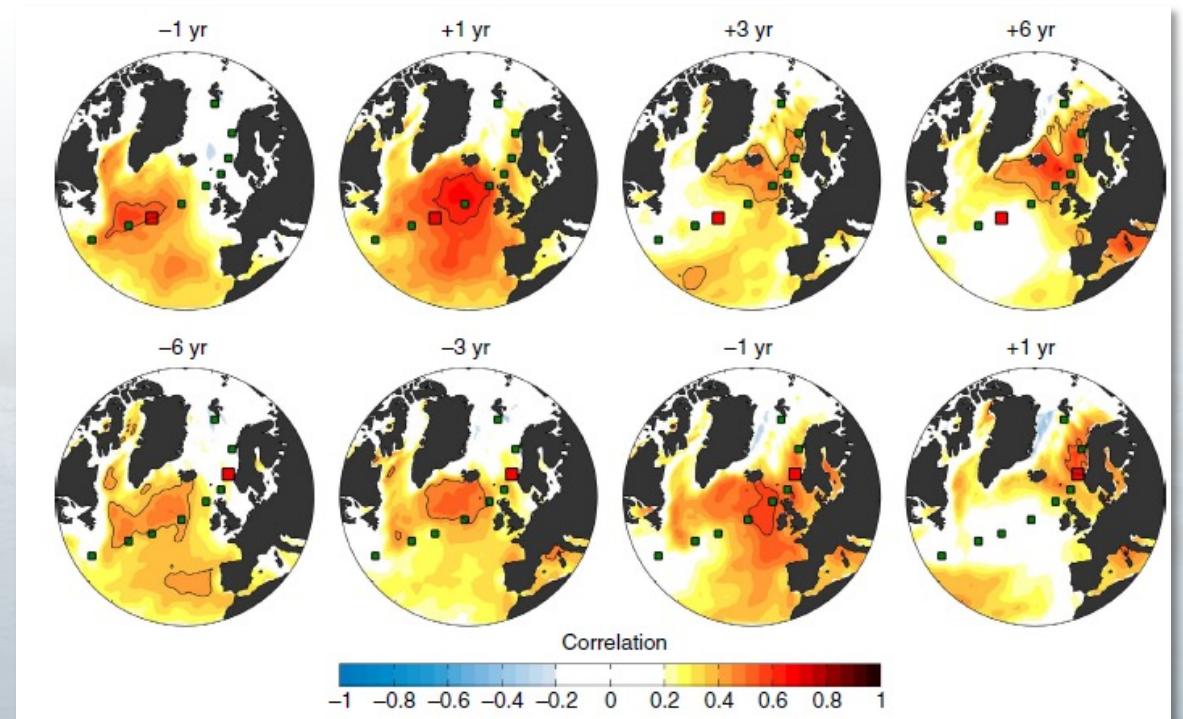 −1 yr +1 yr +3 yr +6 yr
−6 yr −3 yr −1 yr +1 yr
Correlation
−1 −0.8 −0.6 −0.4 −0.2 0 0.2 0.4 0.6 0.8 1